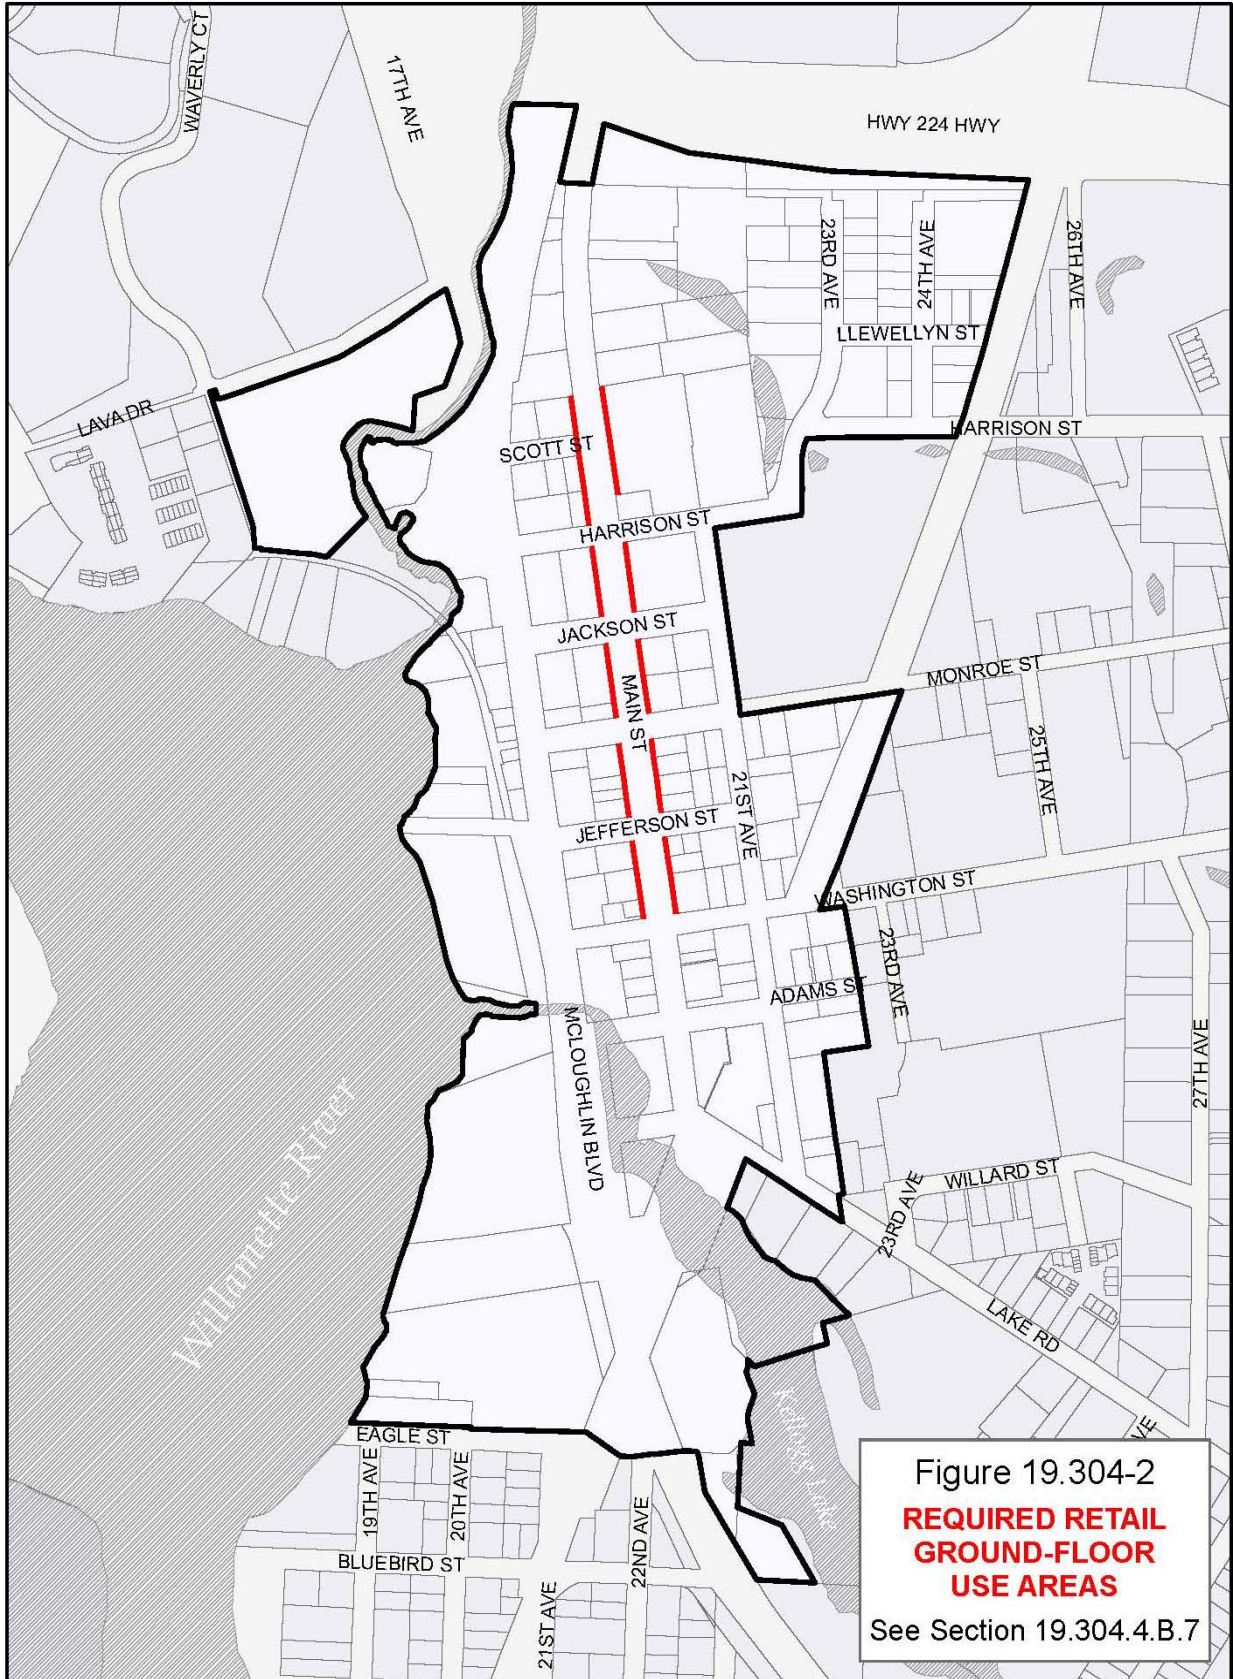 WAVERLY CT
17TH AVE
HWY 224 HWY
23RD AVE
24TH AVE
26TH AVE
LLEWELLYN ST
LAVA DR
SCOTT ST
HARRISON ST
HARRISON ST
JACKSON ST
MAIN ST
MONROE ST
25TH AVE
21ST AVE
JEFFERSON ST
WASHINGTON ST
23RD AVE
ADAMS ST
MCLOUGHLIN BLVD
27TH AVE
Willamette River
WILLARD ST
23RD AVE
LAKE RD
Kellogg Lake
VE
EAGLE ST
19TH AVE
20TH AVE
22ND AVE
BLUEBIRD ST
21ST AVE
Figure 19.304-2
REQUIRED RETAIL
GROUND-FLOOR
USE AREAS
See Section 19.304.4.B.7